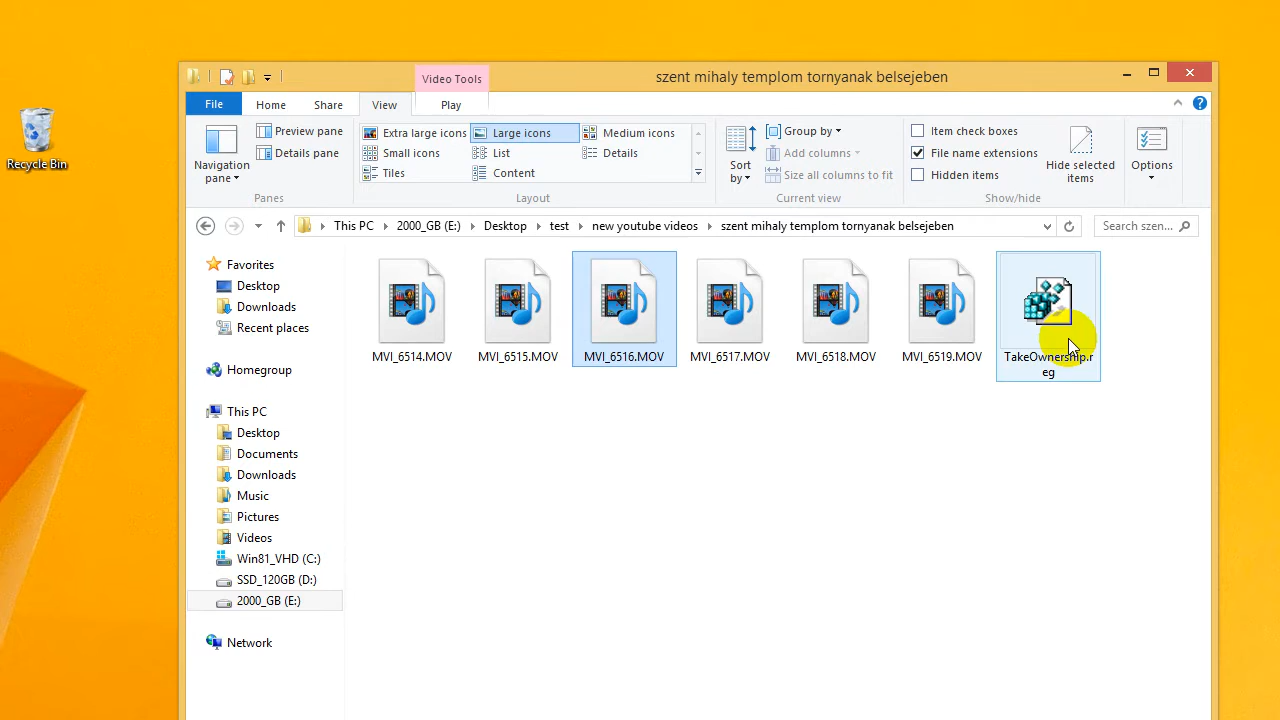 Recycle Bin
Video Tools
szent mihaly templom tornyanak belsejeben
File
Home
Share
View
Play
Navigation
pane
Preview pane
Details pane
Panes
Extra large icons
Large icons
Medium icons
Small icons
List
Details
Tiles
Content
Layout
Sort
by
Group by
Add columns
Size all columns to fit
Current view
Item check boxes
File name extensions
Hidden items
Hide selected
items
Show/hide
Options
This PC
2000_GB (E:)
Desktop
test
new youtube videos
szent mihaly templom tornyanak belsejeben
Search szen...
Favorites
Desktop
Downloads
Recent places
Homegroup
This PC
Desktop
Documents
Downloads
Music
Pictures
Videos
Win81_VHD (C:)
SSD_120GB (D:)
2000_GB (E:)
Network
MVI_6514.MOV
MVI_6515.MOV
MVI_6516.MOV
MVI_6517.MOV
MVI_6518.MOV
MVI_6519.MOV
TakeOwnership.r
eg